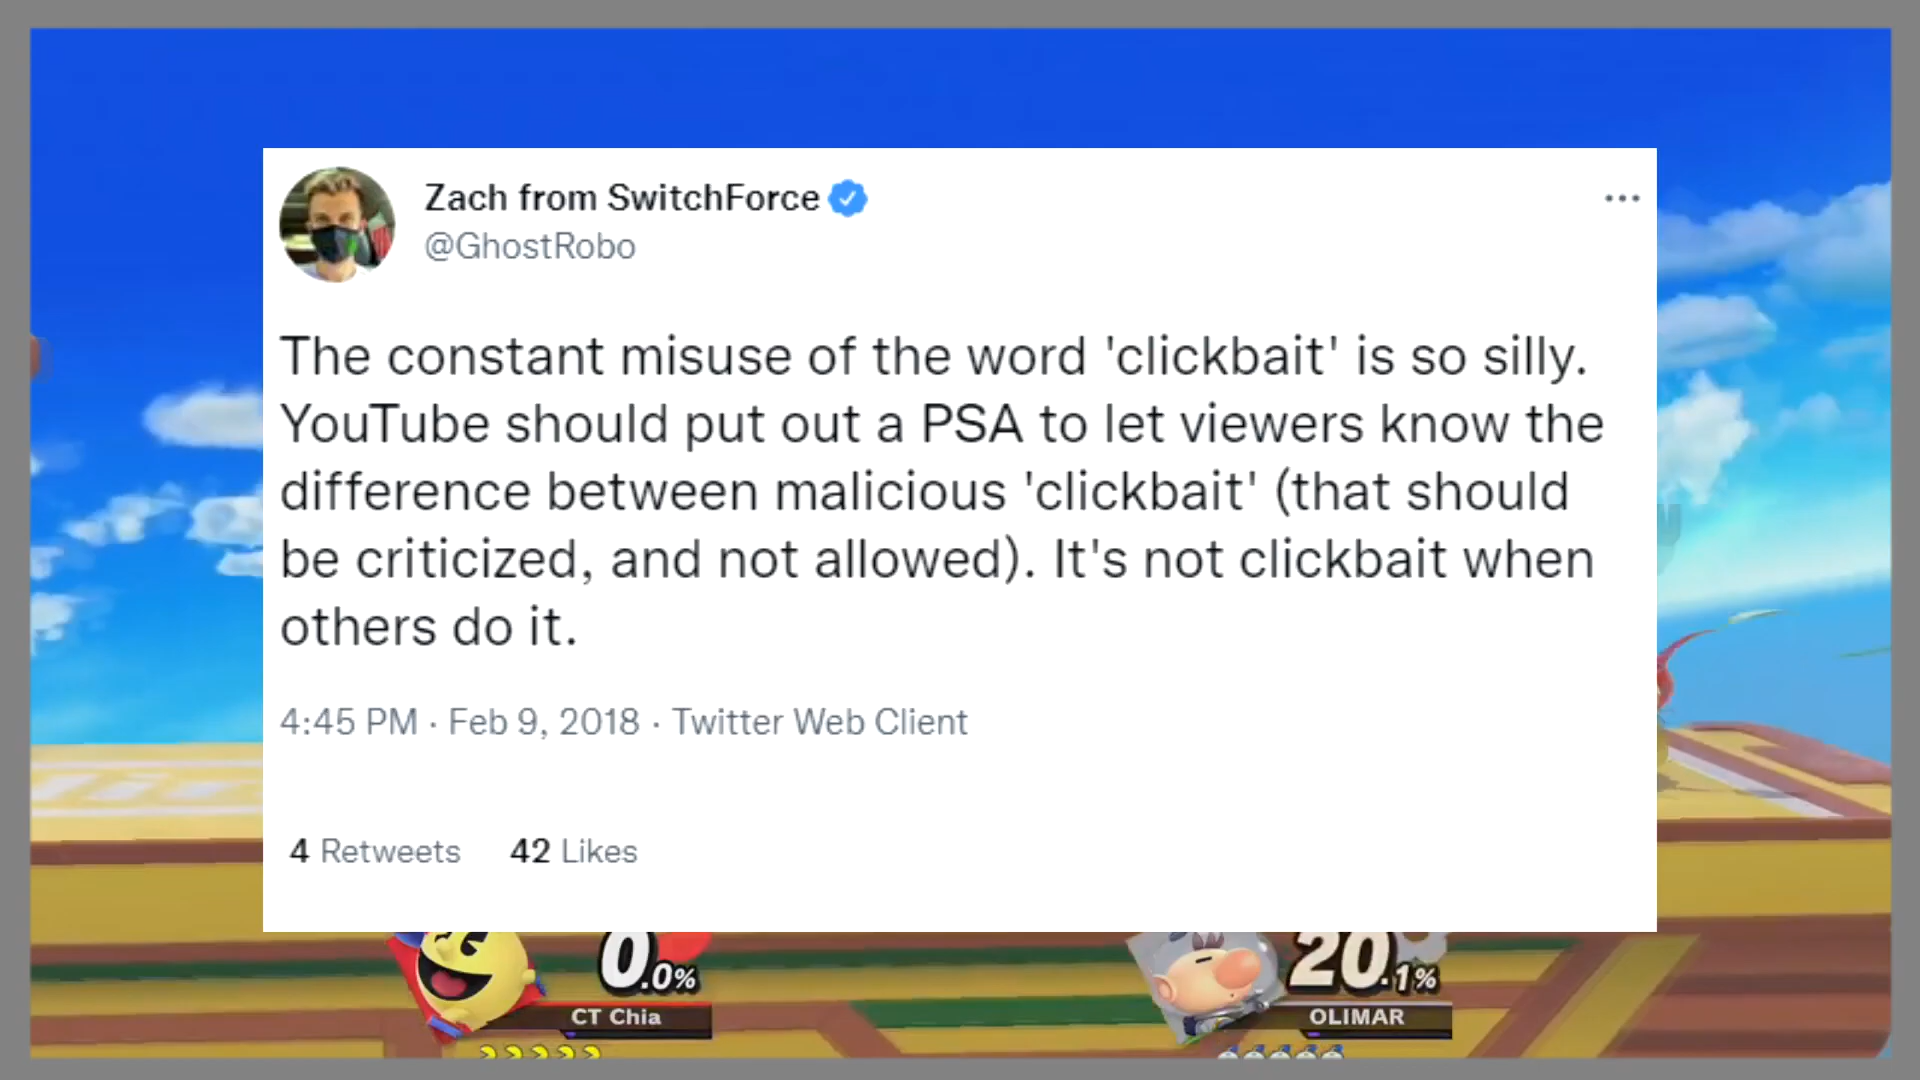 Zach from SwitchForce
@GhostRobo
The constant misuse of the word 'clickbait' is so silly.
YouTube should put out a PSA to let viewers know the
difference between malicious 'clickbait' (that should
be criticized, and not allowed). It's not clickbait when
others do it.
4:45 PM · Feb 9, 2018 · Twitter Web Client
4 Retweets 42 Likes
0.0% 20.1%
CT Chia OLIMAR